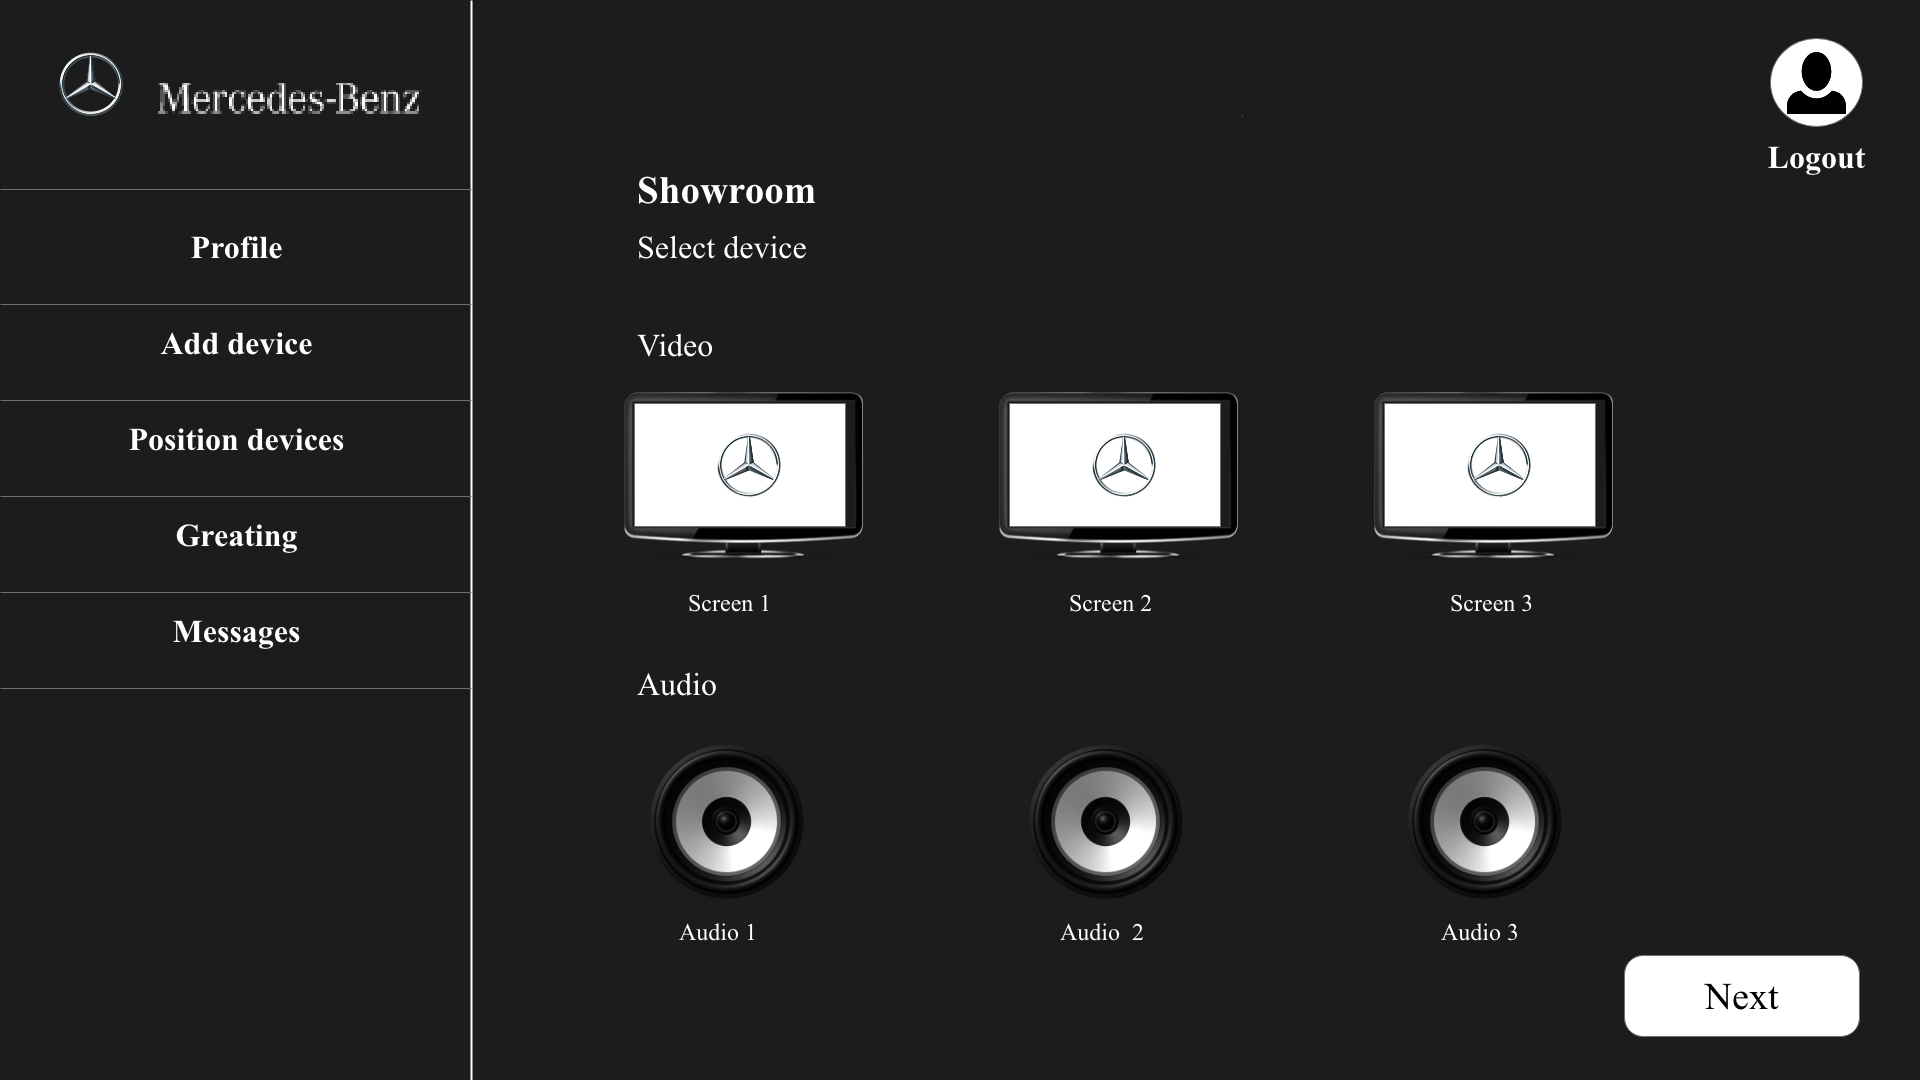 Mercedes-Benz
Profile
Add device
Position devices
Greating
Messages
Logout
Showroom
Select device
Video
Screen 1
Screen 2
Screen 3
Audio
Audio 1
Audio  2
Audio 3
Next